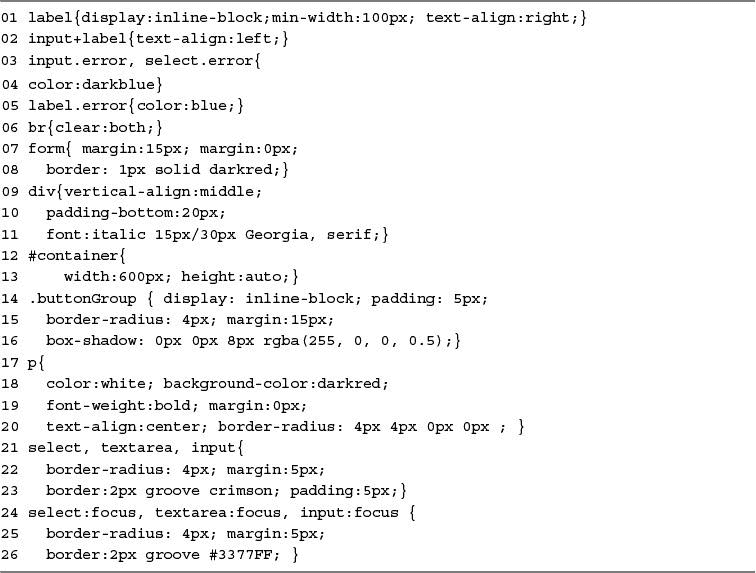 01 label{display:inline-block;min-width:100px; text-align:right;}
02 input+label{text-align:left;}
03 input.error, select.error{
04 color:darkblue}
05 label.error{color:blue;}
06 br{clear:both;}
07 form{ margin:15px; margin:0px;
08   border: 1px solid darkred;}
09 div{vertical-align:middle;
10   padding-bottom:20px;
11   font:italic 15px/30px Georgia, serif;}
12 #container{
13     width:600px; height:auto;}
14 .buttonGroup { display: inline-block; padding: 5px;
15   border-radius: 4px; margin:15px;
16   box-shadow: 0px 0px 8px rgba(255, 0, 0, 0.5);}
17 p{
18   color:white; background-color:darkred;
19   font-weight:bold; margin:0px;
20   text-align:center; border-radius: 4px 4px 0px 0px ; }
21 select, textarea, input{
22   border-radius: 4px; margin:5px;
23   border:2px groove crimson; padding:5px;}
24 select:focus, textarea:focus, input:focus {
25   border-radius: 4px; margin:5px;
26   border:2px groove #3377FF; }